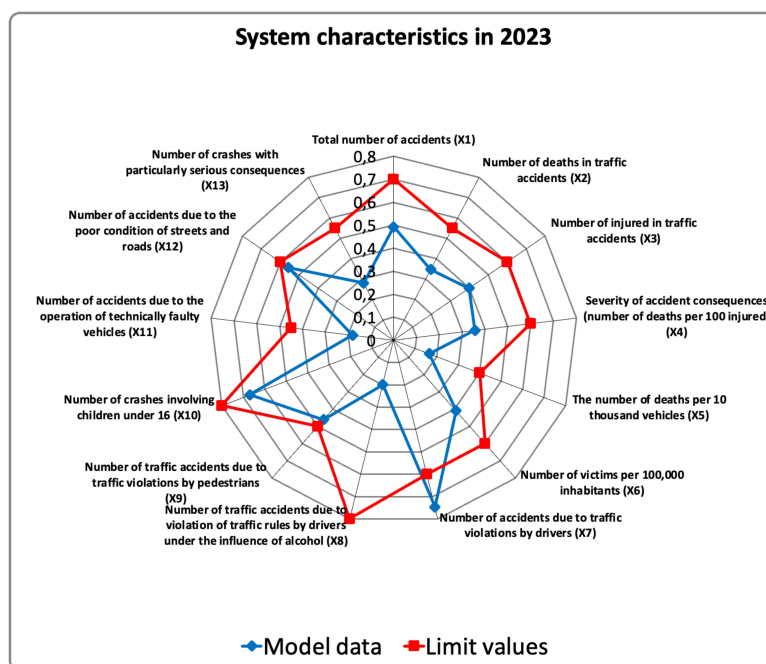 System characteristics in 2023
Total number of accidents (X1)
Number of deaths in traffic
accidents (X2)
Number of injured in traffic
accidents (X3)
Severity of accident consequences
(number of deaths per 100 injured
(X4)
The number of deaths per 10
thousand vehicles (X5)
Number of victims per 100,000
inhabitants (X6)
Number of accidents due to traffic
violations by drivers (X7)
Number of traffic accidents due to
violation of traffic rules by drivers
under the influence of alcohol (X8)
Number of traffic accidents due to
traffic violations by pedestrians
(X9)
Number of crashes involving
children under 16 (X10)
Number of accidents due to the
operation of technically faulty
vehicles (X11)
Number of accidents due to the
poor condition of streets and
roads (X12)
Number of crashes with
particularly serious consequences
(X13)
0,8
0,7
0,6
0,5
0,4
0,3
0,2
0,1
0
Model data
Limit values